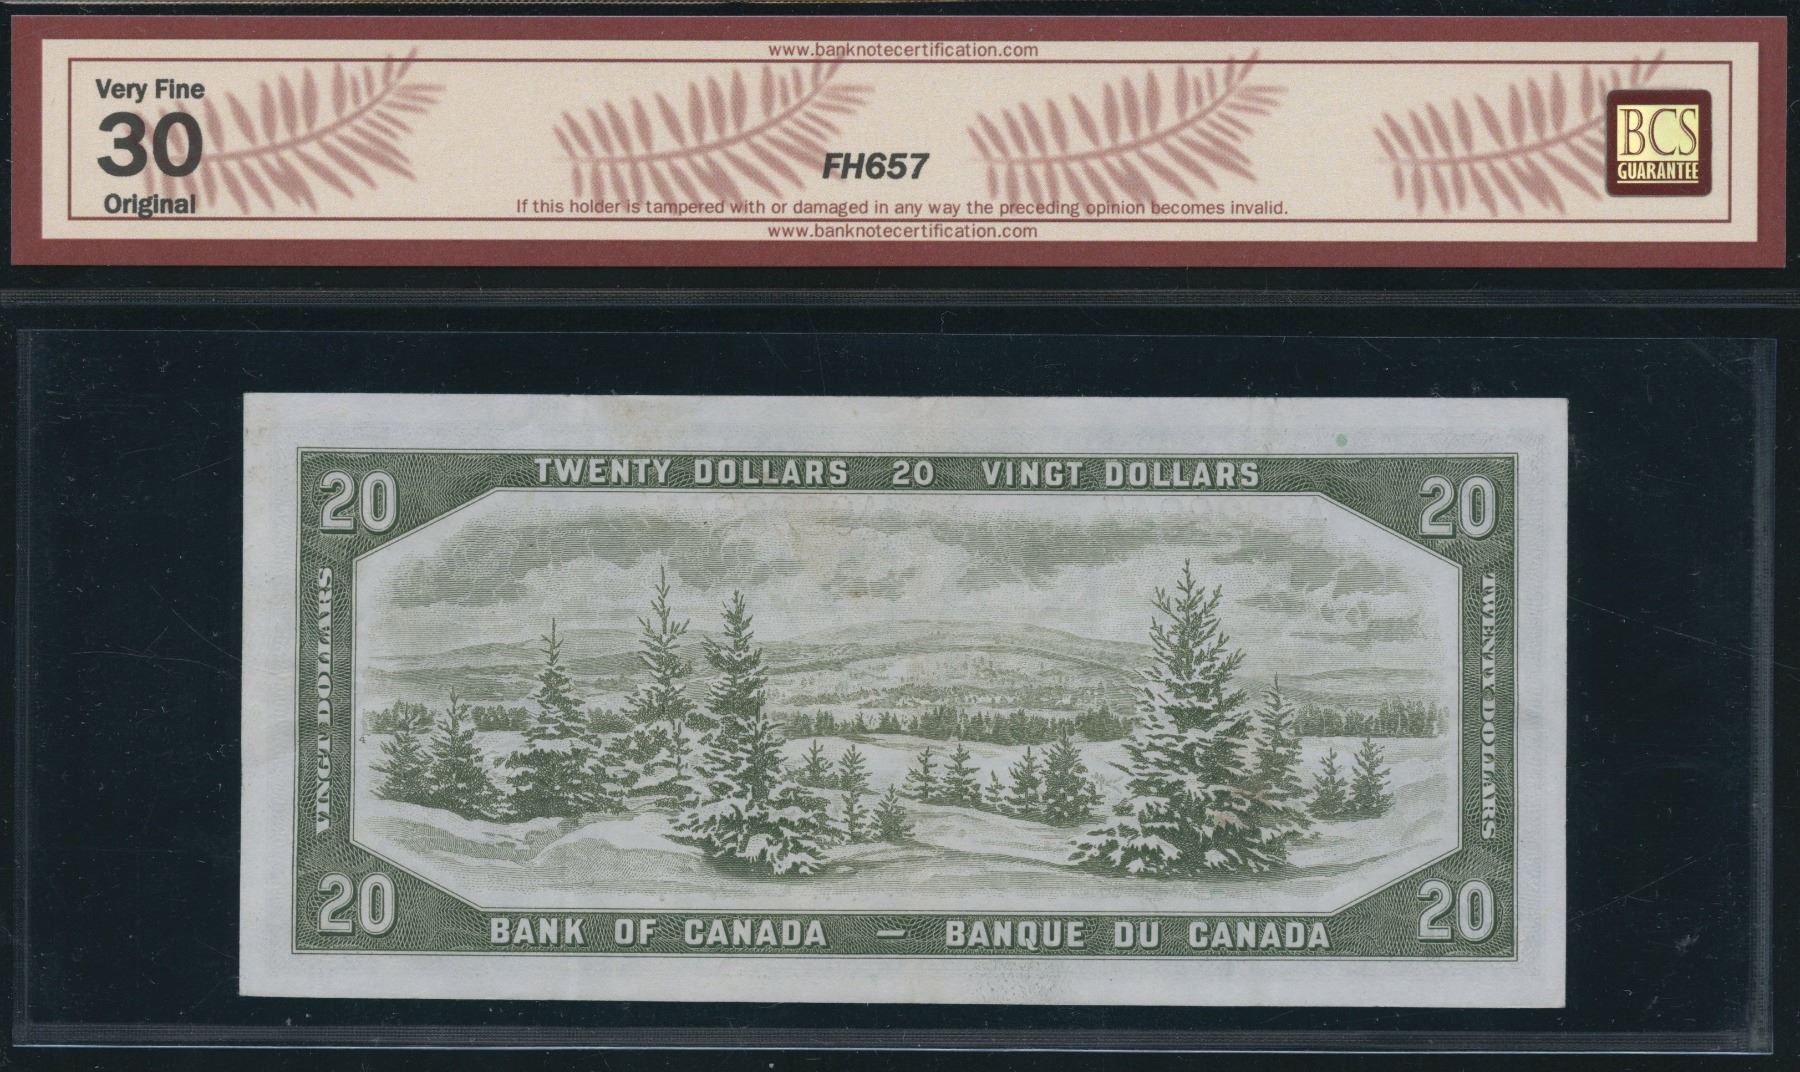 www.banknotecertification.com
Very Fine
30
Original
FH657
BCS
GUARANTEE
If this holder is tampered with or damaged in any way the preceding opinion becomes invalid.
www.banknotecertification.com
20 TWENTY DOLLARS 20 VINGT DOLLARS 20
VINGT DOLLARS
TWENTY DOLLARS
4
20 BANK OF CANADA — BANQUE DU CANADA 20